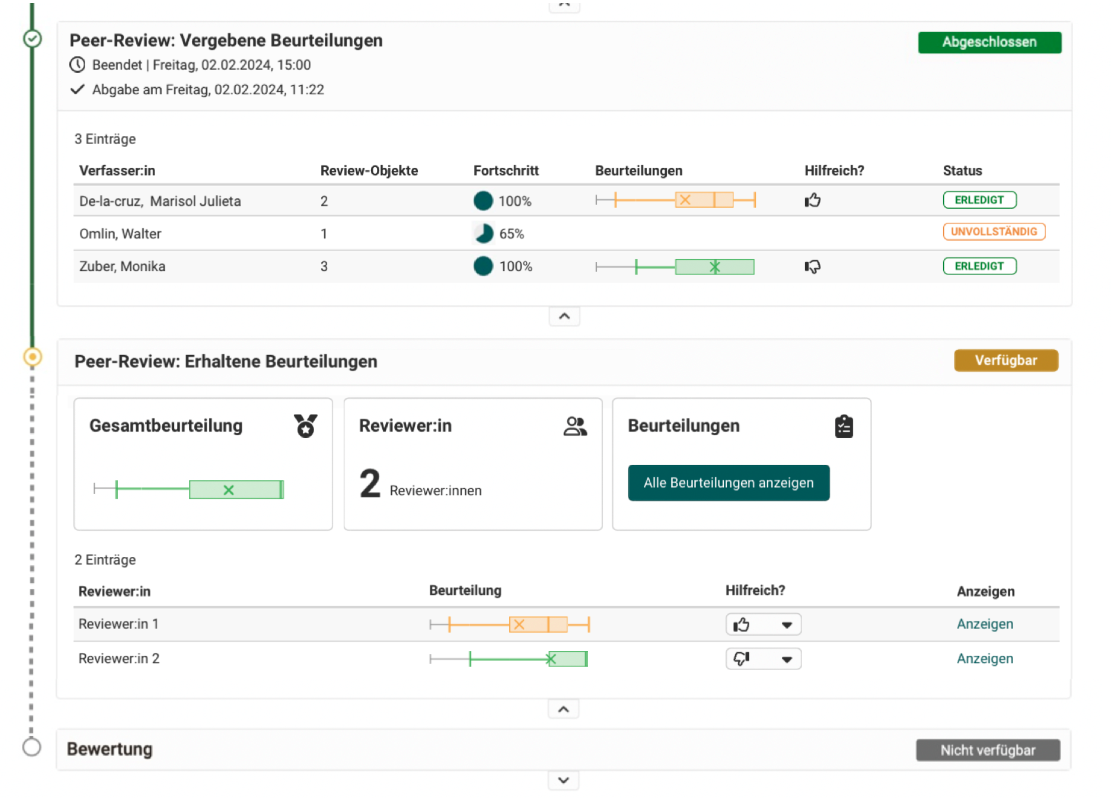 Peer-Review: Vergebene Beurteilungen
Abgeschlossen
Beendet | Freitag, 02.02.2024, 15:00
Abgabe am Freitag, 02.02.2024, 11:22
3 Einträge
Verfasser:in Review-Objekte Fortschritt Beurteilungen Hilfreich? Status
De-la-cruz, Marisol Julieta 2 100% ERLEDIGT
Omlin, Walter 1 65% UNVOLLSTÄNDIG
Zuber, Monika 3 100% ERLEDIGT
Peer-Review: Erhaltene Beurteilungen
Verfügbar
Gesamtbeurteilung
Reviewer:in
2 Reviewer:innen
Beurteilungen
Alle Beurteilungen anzeigen
2 Einträge
Reviewer:in Beurteilung Hilfreich? Anzeigen
Reviewer:in 1 Anzeigen
Reviewer:in 2 Anzeigen
Bewertung
Nicht verfügbar